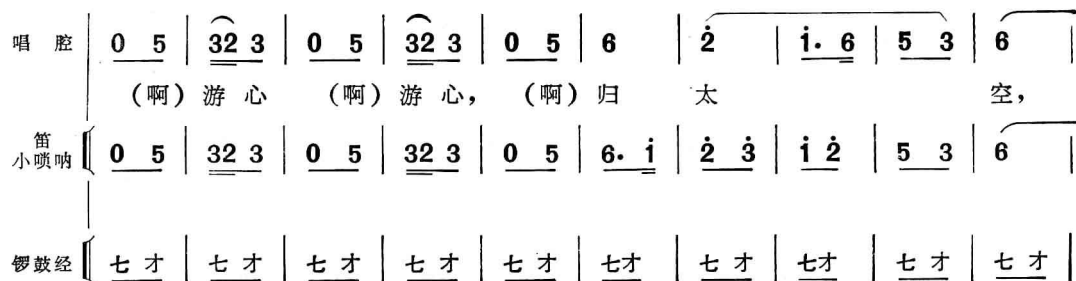 唱 腔 0 5 | 32 3 | 0 5 | 32 3 | 0 5 | 6 | 2̇ | i̇· 6 | 5 3 | 6 |
(啊) 游 心 (啊) 游 心， (啊) 归 太 空，
笛
小唢呐 0 5 | 32 3 | 0 5 | 32 3 | 0 5 | 6· i̇ | 2̇ 3̇ | i̇ 2̇ | 5 3 | 6 |
锣鼓经 七 才 | 七 才 | 七 才 | 七 才 | 七 才 | 七才 | 七 才 | 七才 | 七 才 | 七 才 |